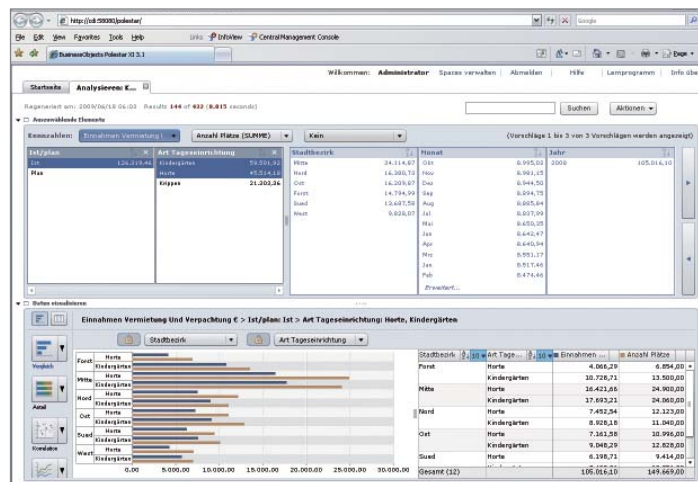 http://cdi:58080/polestar/
Google
File Edit View Favorites Tools Help Links InfoView Central Management Console
BusinessObjects Polestar XI 3.1
Page
Willkommen: Administrator Spaces verwalten Abmelden Hilfe Lernprogramm Info übe
Startseite Analysieren: K...
Regeneriert am: 2009/06/18 06:03 Results 144 of 432 (0.015 seconds)
Suchen Aktionen
Auszuwählende Elemente
Kennzahlen: Einnahmen Vermietung Anzahl Plätze (SUMME) Kein (Vorschläge 1 bis 3 von 3 Vorschlägen werden angezeigt)
Ist/plan Art Tageseinrichtung Stadtbezirk Monat Jahr
Ist 126.319,46 Kindergärten 59.501,92 Mitte 34.114,87 Okt 8.995,02 2008 105.016,10
Plan Horte 45.514,18 Nord 16.380,73 Nov 8.981,15
Krippen 21.303,36 Ost 16.209,87 Dez 8.944,50
Forst 14.794,99 Sep 8.894,75
Sued 13.687,58 Aug 8.885,84
West 9.828,07 Jul 8.837,99
Mai 8.650,35
Jun 8.642,47
Apr 8.640,94
Mrz 8.551,17
Jan 8.517,46
Feb 8.474,46
Erweitert...
Daten visualisieren
Einnahmen Vermietung Und Verpachtung € > Ist/plan: Ist > Art Tageseinrichtung: Horte, Kindergärten
Stadtbezirk Art Tageseinrichtung
Vergleich
Anteil
Korrelation
Forst Horte
Kindergärten
Mitte Horte
Kindergärten
Nord Horte
Kindergärten
Ost Horte
Kindergärten
Sued Horte
Kindergärten
West Horte
Kindergärten
0,00 5.000,00 10.000,00 15.000,00 20.000,00 25.000,00 30.000,00
Stadtbezirk Art Tage... Einnahmen ... Anzahl Plätze
Forst Horte 4.066,29 6.854,00
Kindergärten 10.728,71 13.500,00
Mitte Horte 16.421,66 24.900,00
Kindergärten 17.693,21 24.060,00
Nord Horte 7.452,54 12.123,00
Kindergärten 8.928,18 11.040,00
Ost Horte 7.161,58 10.996,00
Kindergärten 9.048,29 12.828,00
Sued Horte 6.198,71 9.414,00
Gesamt (12) 105.016,10 149.669,00